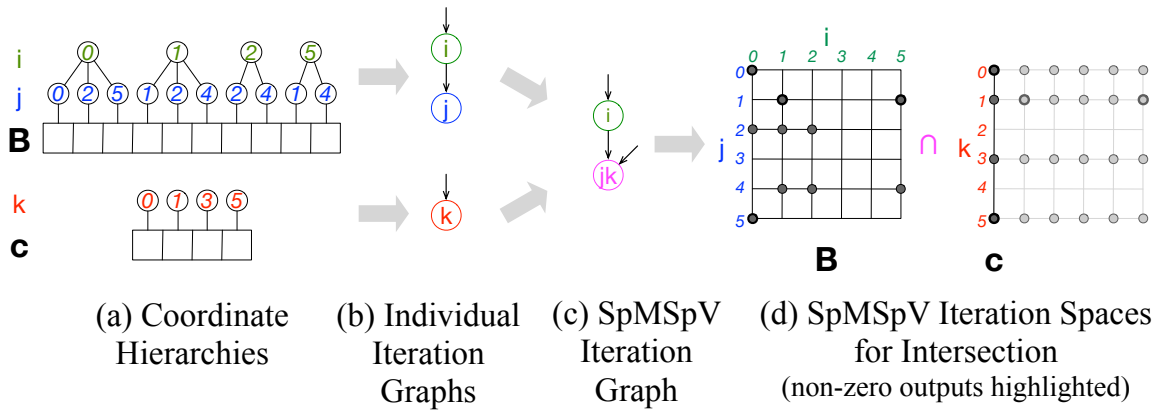 i 0 1 2 5
j 0 2 5 1 2 4 2 4 1 4
B
k 0 1 3 5
c
i
j
k
i
jk
i
0 1 2 3 4 5
j
0
1
2
3
4
5
B
∩
k
0
1
2
3
4
5
c
(a) Coordinate
Hierarchies
(b) Individual
Iteration
Graphs
(c) SpMSpV
Iteration
Graph
(d) SpMSpV Iteration Spaces
for Intersection
(non-zero outputs highlighted)